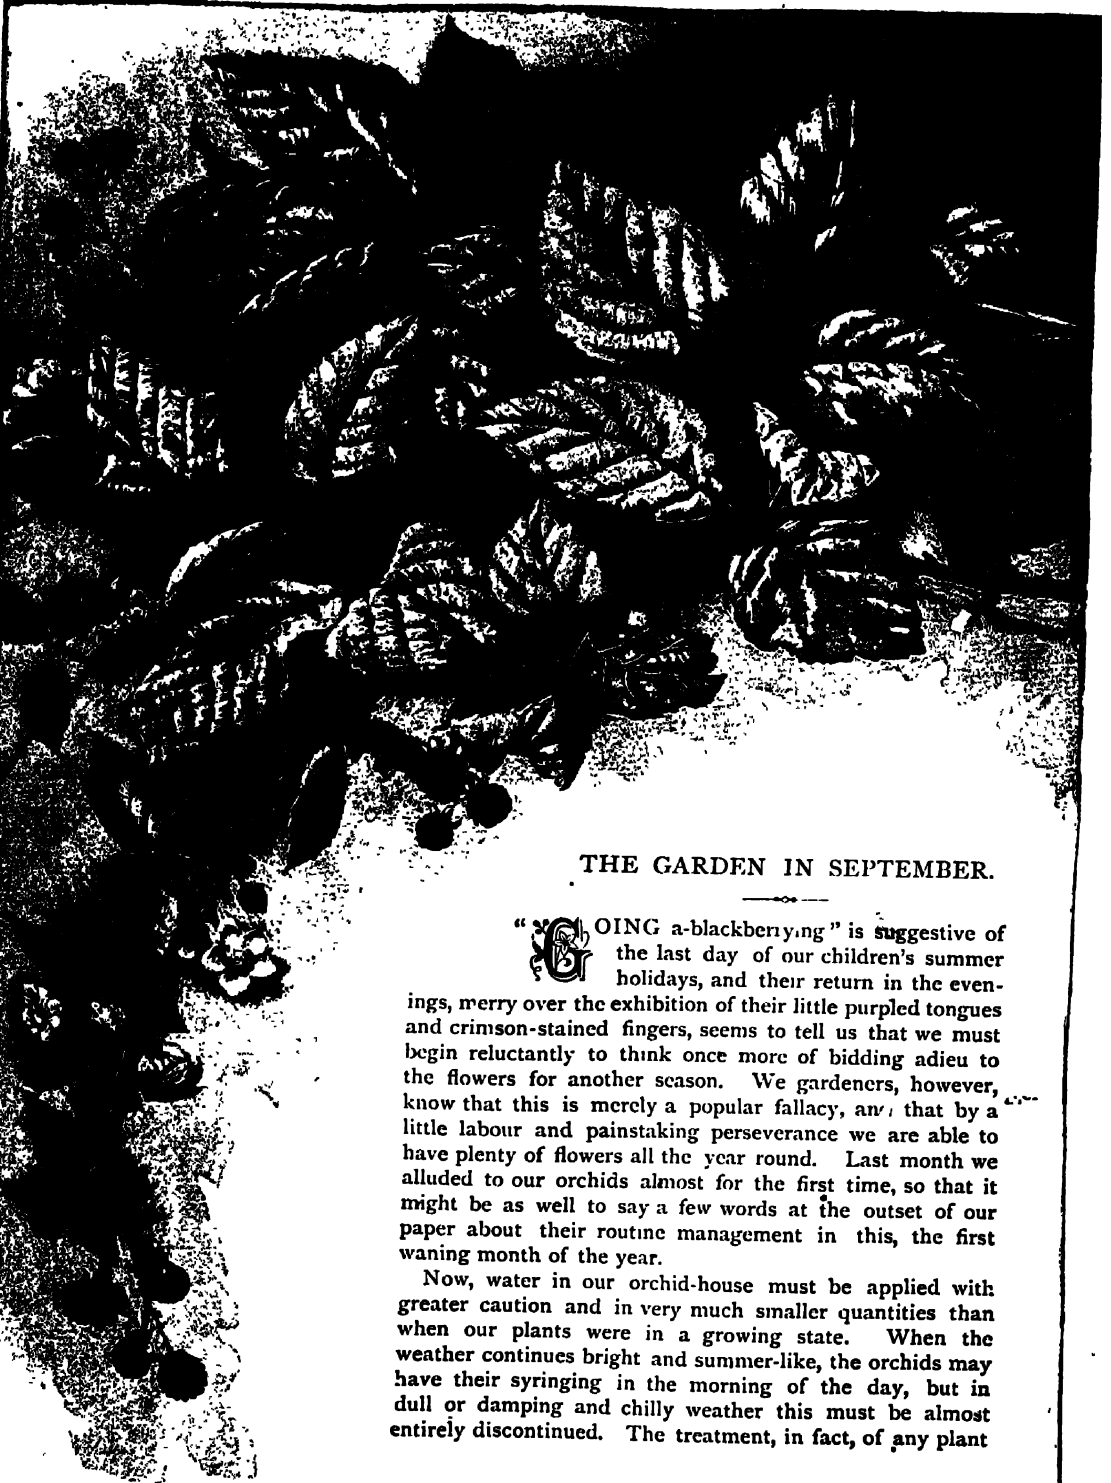 THE GARDEN IN SEPTEMBER.
"GOING a-blackberrying" is suggestive of
the last day of our children's summer
holidays, and their return in the even-
ings, merry over the exhibition of their little purpled tongues
and crimson-stained fingers, seems to tell us that we must
begin reluctantly to think once more of bidding adieu to
the flowers for another season. We gardeners, however,
know that this is merely a popular fallacy, and that by a
little labour and painstaking perseverance we are able to
have plenty of flowers all the year round. Last month we
alluded to our orchids almost for the first time, so that it
might be as well to say a few words at the outset of our
paper about their routine management in this, the first
waning month of the year.
Now, water in our orchid-house must be applied with
greater caution and in very much smaller quantities than
when our plants were in a growing state. When the
weather continues bright and summer-like, the orchids may
have their syringing in the morning of the day, but in
dull or damping and chilly weather this must be almost
entirely discontinued. The treatment, in fact, of any plant